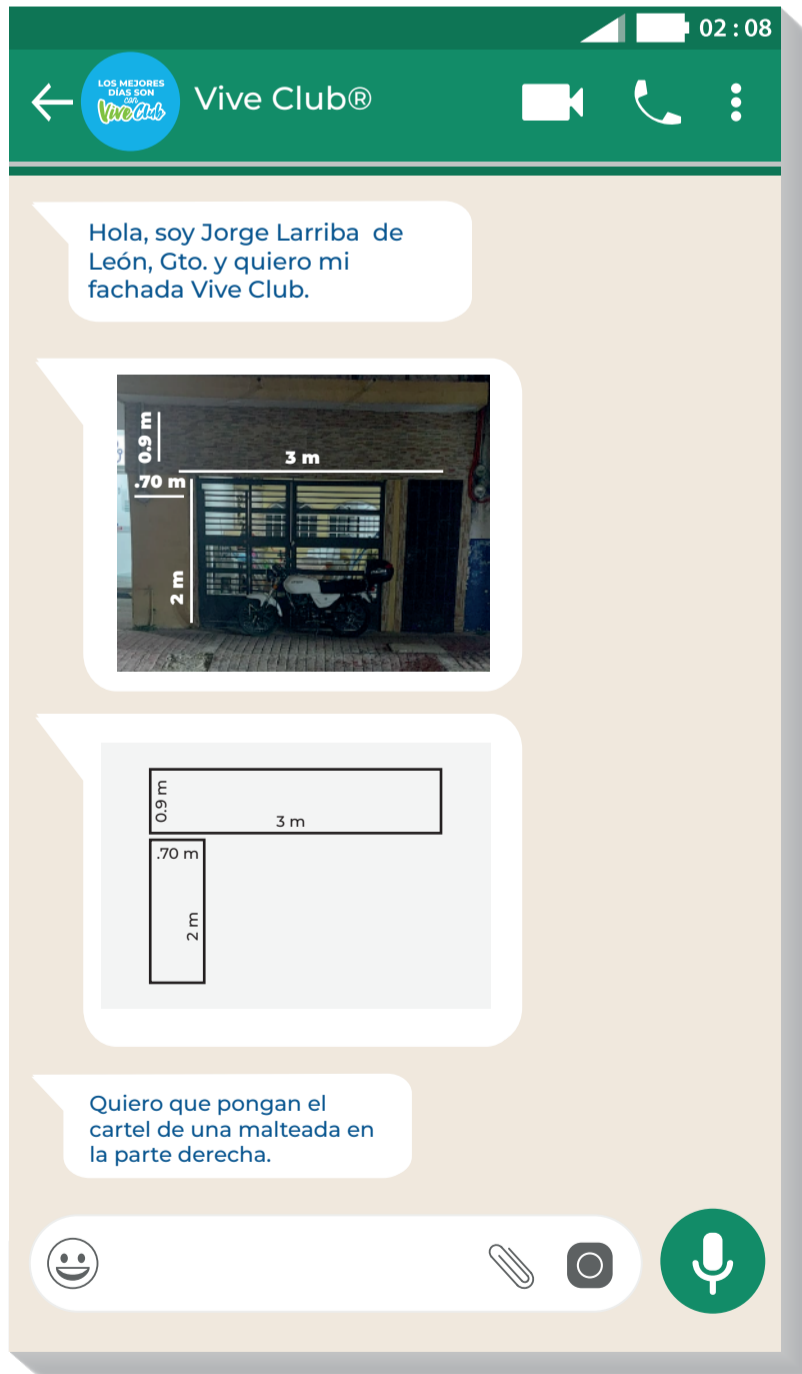 02 : 08
LOS MEJORES
DÍAS SON
con
Vive Club
Vive Club®
Hola, soy Jorge Larriba de
León, Gto. y quiero mi
fachada Vive Club.
0.9 m
3 m
.70 m
2 m
0.9 m
3 m
.70 m
2 m
Quiero que pongan el
cartel de una malteada en
la parte derecha.